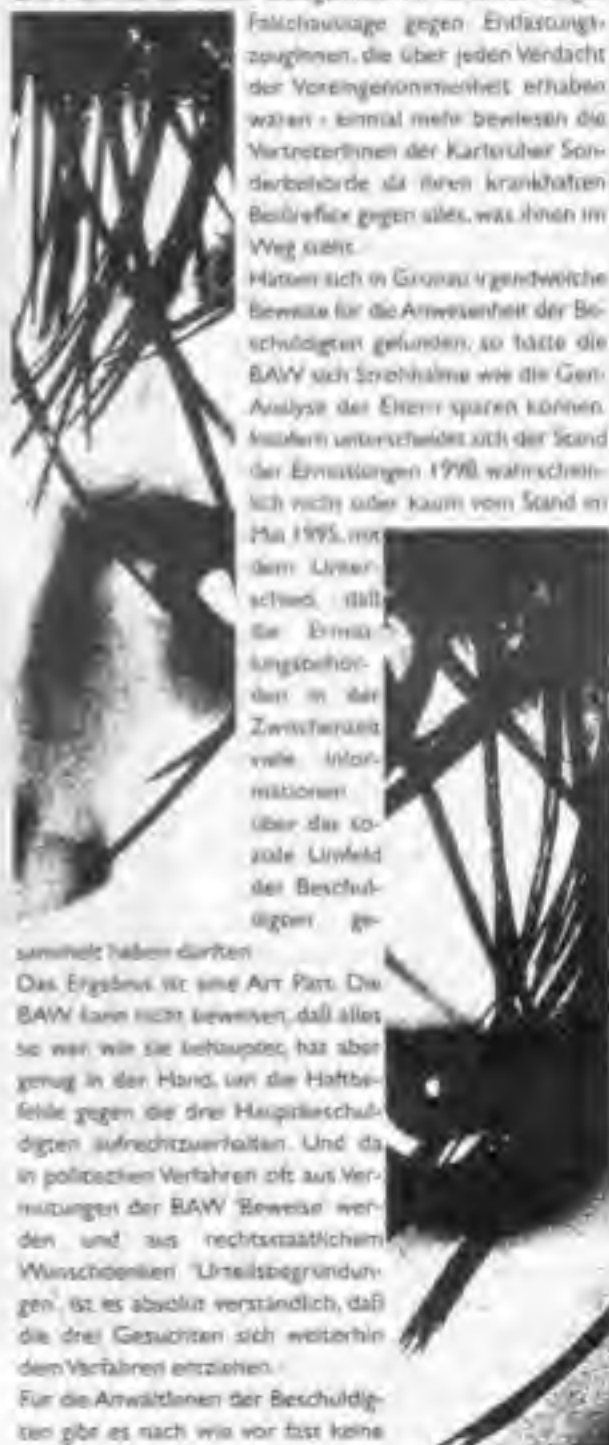 Falschaussage gegen Entlastungs-
zeuginnen, die über jeden Verdacht
der Voreingenommenheit erhaben
waren - einmal mehr bewiesen die
VertreterInnen der Karlsruher Son-
derbehörde da ihren krankhaften
Beißreflex gegen alles, was ihnen im
Weg steht.
Hätten sich in Grünau irgendwelche
Beweise für die Anwesenheit der Be-
schuldigten gefunden, so hätte die
BAW sich Strohhalme wie die Gen-
Analyse der Eltern sparen können.
Insofern unterscheidet sich der Stand
der Ermittlungen 1998 wahrschein-
lich nicht oder kaum vom Stand im
Mai 1995, mit
dem Unter-
schied, daß
die Ermitt-
lungsbehör-
den in der
Zwischenzeit
viele Infor-
mationen
über das so-
ziale Umfeld
der Beschul-
digten ge-
sammelt haben dürften.
Das Ergebnis ist eine Art Patt. Die
BAW kann nicht beweisen, daß alles
so war, wie sie behauptet, hat aber
genug in der Hand, um die Haftbe-
fehle gegen die drei Hauptbeschul-
digten aufrechtzuerhalten. Und da
in politischen Verfahren oft aus Ver-
mutungen der BAW 'Beweise' wer-
den und aus rechtsstaatlichem
Wunschdenken 'Urteilsbegründun-
gen', ist es absolut verständlich, daß
die drei Gesuchten sich weiterhin
dem Verfahren entziehen.
Für die AnwältInnen der Beschuldig-
ten gibt es nach wie vor fast keine